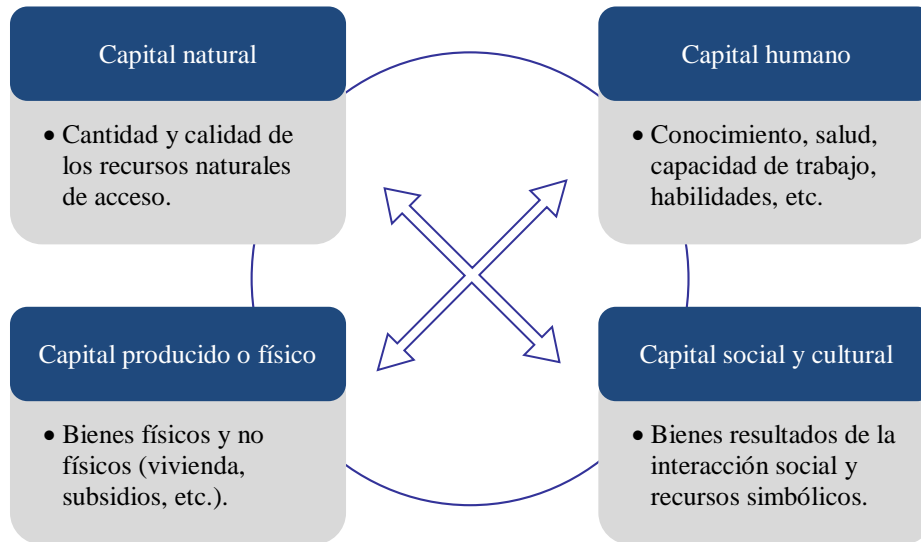 Capital natural
• Cantidad y calidad de
los recursos naturales
de acceso.
Capital humano
• Conocimiento, salud,
capacidad de trabajo,
habilidades, etc.
Capital producido o físico
• Bienes físicos y no
físicos (vivienda,
subsidios, etc.).
Capital social y cultural
• Bienes resultados de la
interacción social y
recursos simbólicos.